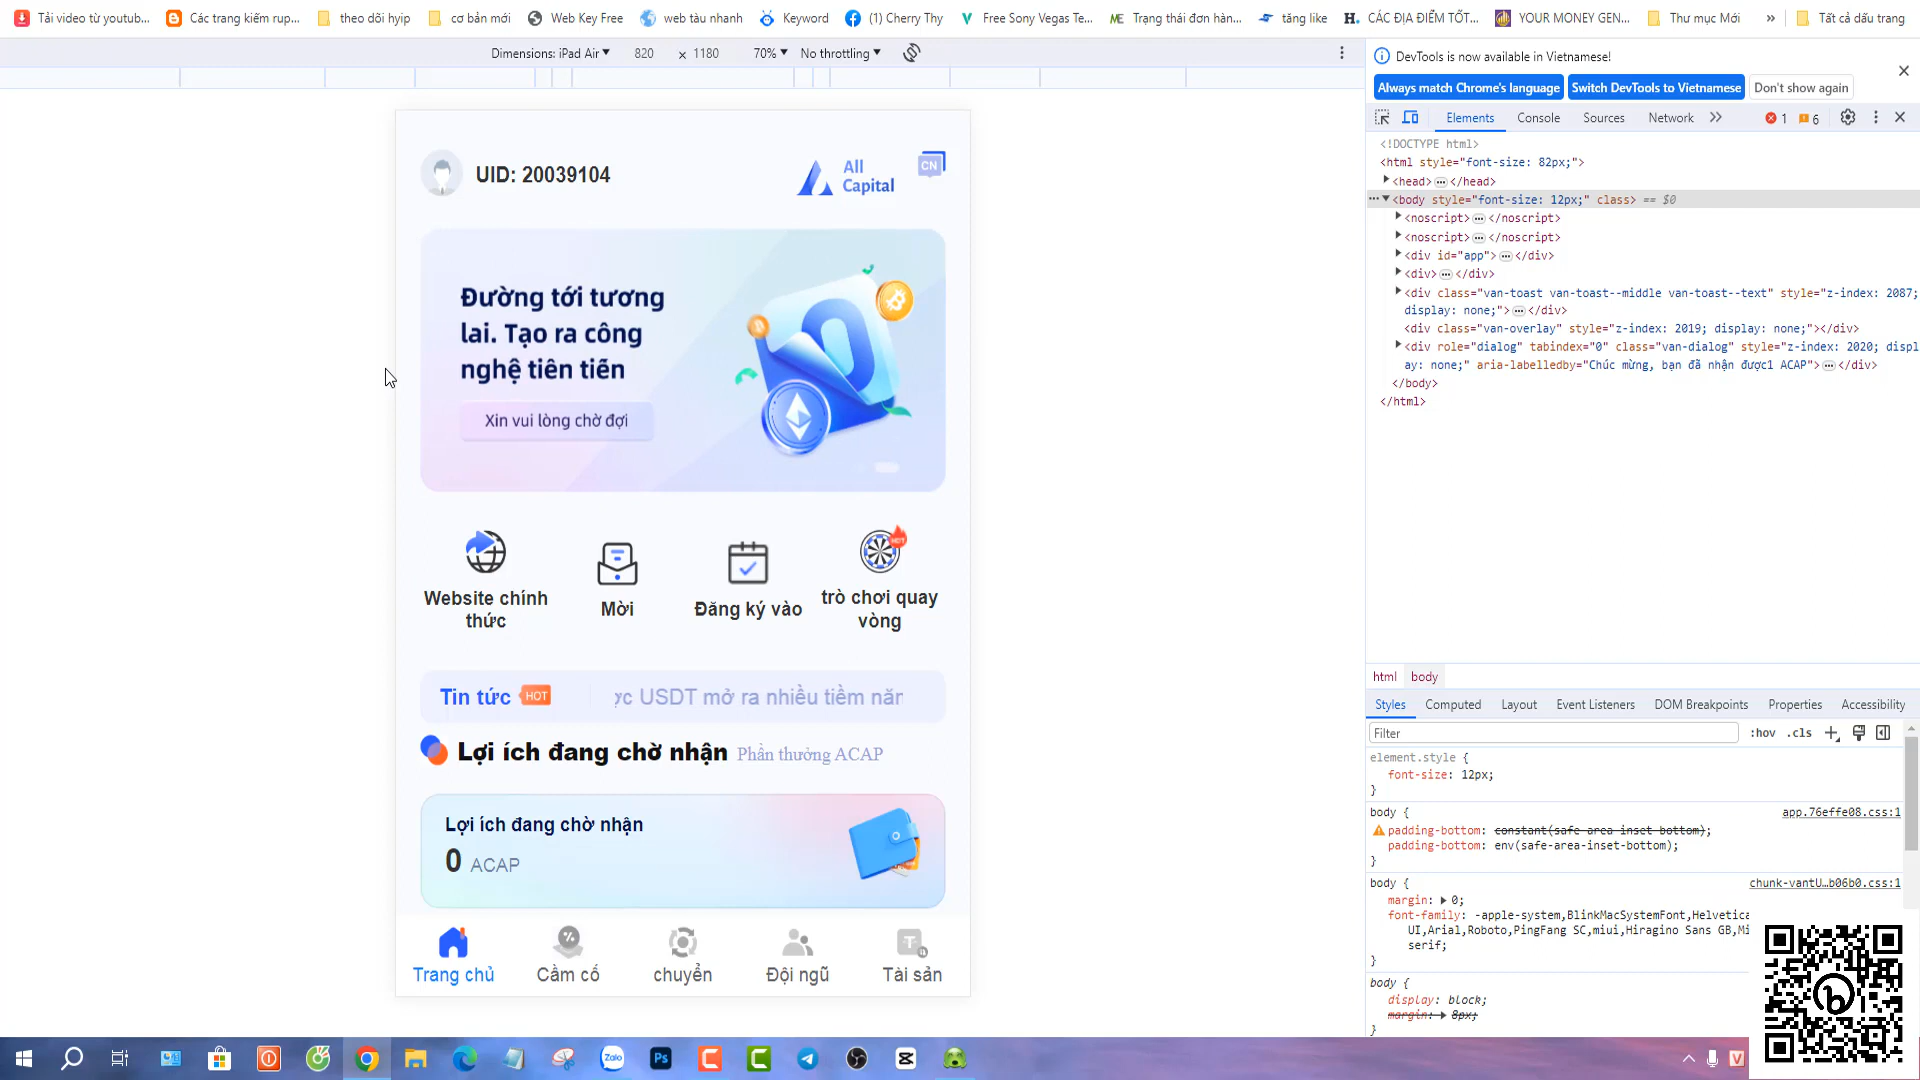 Tải video từ youtub...
Các trang kiếm rup...
theo dõi hyip
cơ bản mới
Web Key Free
web tàu nhanh
Keyword
(1) Cherry Thy
Free Sony Vegas Te...
Trạng thái đơn hàn...
tăng like
CÁC ĐỊA ĐIỂM TỐT...
YOUR MONEY GEN...
Thư mục Mới
»
Tất cả dấu trang
Dimensions: iPad Air 820 × 1180 70% No throttling
DevTools is now available in Vietnamese!
Always match Chrome's language
Switch DevTools to Vietnamese
Don't show again
Elements Console Sources Network » 1 6
<!DOCTYPE html>
<html style="font-size: 82px;">
<head> ... </head>
... <body style="font-size: 12px;" class> == $0
<noscript> ... </noscript>
<noscript> ... </noscript>
<div id="app"> ... </div>
<div> ... </div>
<div class="van-toast van-toast--middle van-toast--text" style="z-index: 2087;
display: none;"> ... </div>
<div class="van-overlay" style="z-index: 2019; display: none;"></div>
<div role="dialog" tabindex="0" class="van-dialog" style="z-index: 2020; displ
ay: none;" aria-labelledby="Chúc mừng, bạn đã nhận được1 ACAP"> ... </div>
</body>
</html>
html body
Styles Computed Layout Event Listeners DOM Breakpoints Properties Accessibility
Filter :hov .cls
element.style {
font-size: 12px;
}
body { app.76effe08.css:1
padding-bottom: constant(safe-area-inset-bottom);
padding-bottom: env(safe-area-inset-bottom);
}
body { chunk-vantU…b06b0.css:1
margin: 0;
font-family: -apple-system,BlinkMacSystemFont,Helvetica
UI,Arial,Roboto,PingFang SC,miui,Hiragino Sans GB,Mi
serif;
}
body {
display: block;
margin: 8px;
}
UID: 20039104
All
Capital
CN
Đường tới tương
lai. Tạo ra công
nghệ tiên tiến
Xin vui lòng chờ đợi
Website chính
thức
Mời
Đăng ký vào
HOT
trò chơi quay
vòng
Tin tức HOT ợc USDT mở ra nhiều tiềm năn
Lợi ích đang chờ nhận Phần thưởng ACAP
Lợi ích đang chờ nhận
0 ACAP
Trang chủ
Cầm cố
chuyển
Đội ngũ
Tài sản
Zalo
Ps
V